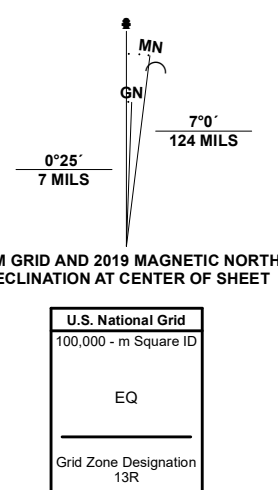 MN
GN
7°0´
124 MILS
0°25´
7 MILS
M GRID AND 2019 MAGNETIC NORTH
ECLINATION AT CENTER OF SHEET
U.S. National Grid
100,000 - m Square ID
EQ
Grid Zone Designation
13R